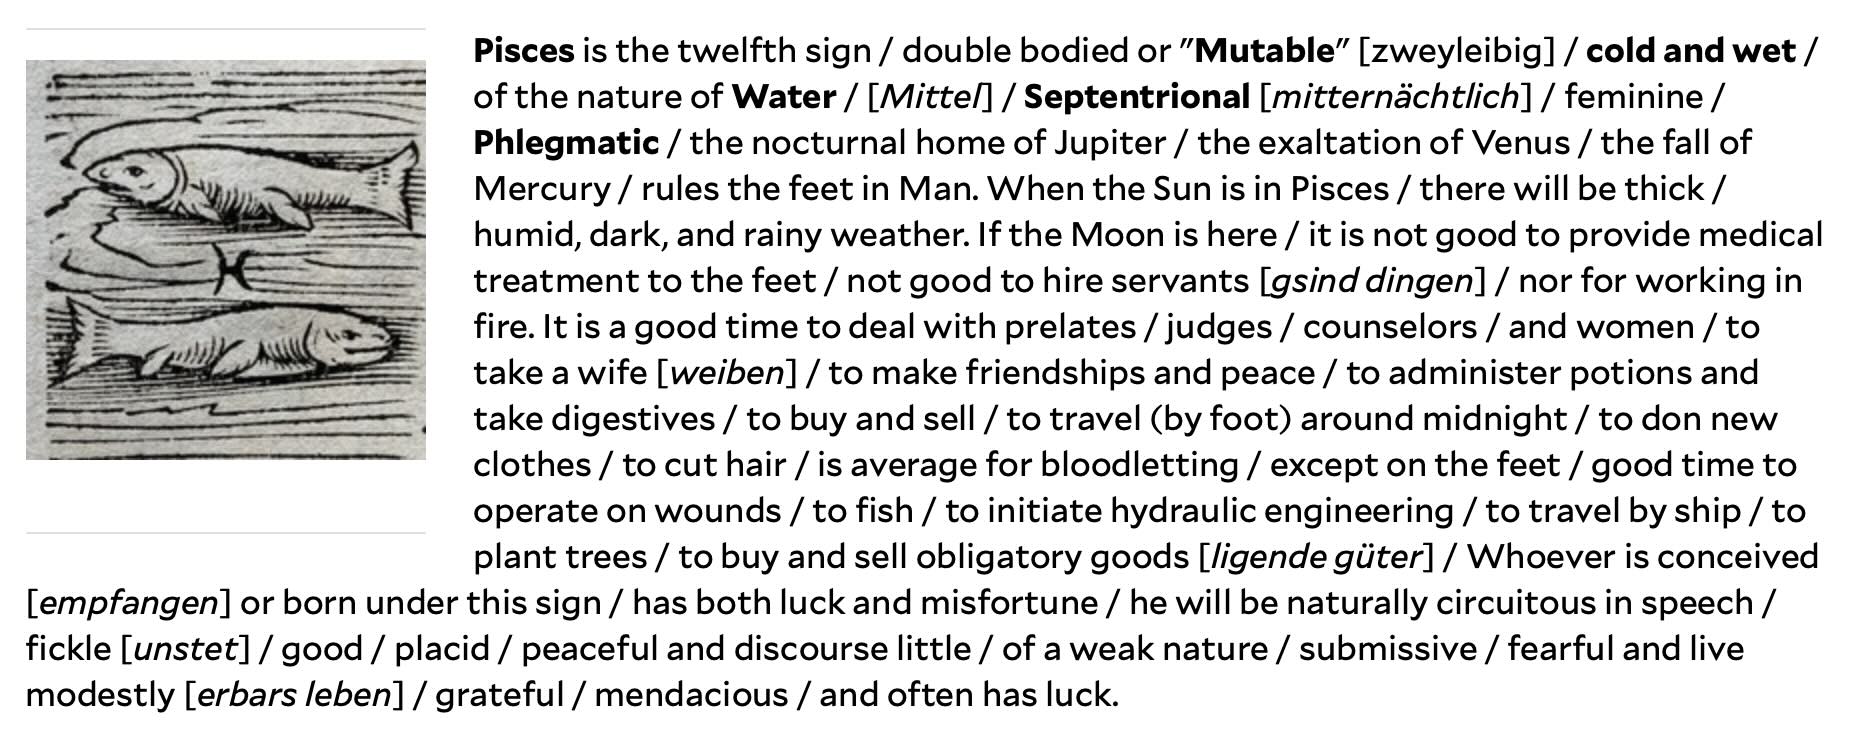 Pisces is the twelfth sign / double bodied or "Mutable" [zweyleibig] / cold and wet /
of the nature of Water / [Mittel] / Septentrional [mitternächtlich] / feminine /
Phlegmatic / the nocturnal home of Jupiter / the exaltation of Venus / the fall of
Mercury / rules the feet in Man. When the Sun is in Pisces / there will be thick /
humid, dark, and rainy weather. If the Moon is here / it is not good to provide medical
treatment to the feet / not good to hire servants [gsind dingen] / nor for working in
fire. It is a good time to deal with prelates / judges / counselors / and women / to
take a wife [weiben] / to make friendships and peace / to administer potions and
take digestives / to buy and sell / to travel (by foot) around midnight / to don new
clothes / to cut hair / is average for bloodletting / except on the feet / good time to
operate on wounds / to fish / to initiate hydraulic engineering / to travel by ship / to
plant trees / to buy and sell obligatory goods [ligende güter] / Whoever is conceived
[empfangen] or born under this sign / has both luck and misfortune / he will be naturally circuitous in speech /
fickle [unstet] / good / placid / peaceful and discourse little / of a weak nature / submissive / fearful and live
modestly [erbars leben] / grateful / mendacious / and often has luck.